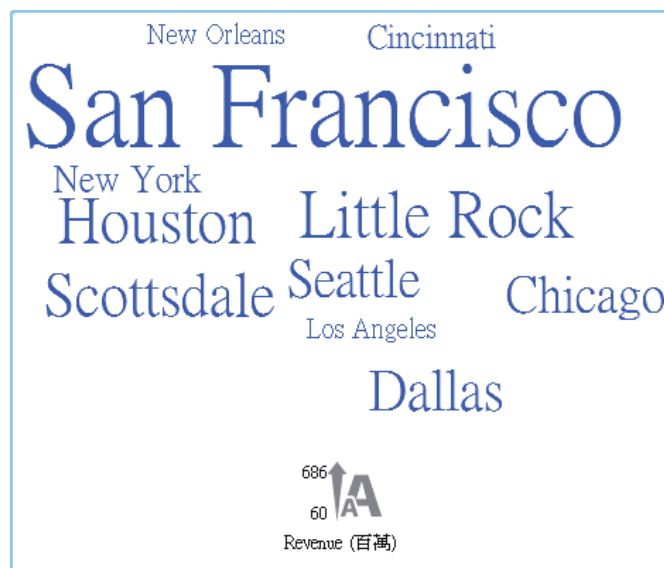 New Orleans Cincinnati
San Francisco
New York
Houston Little Rock
Scottsdale Seattle Chicago
Los Angeles
Dallas
686
60
Revenue (百萬)